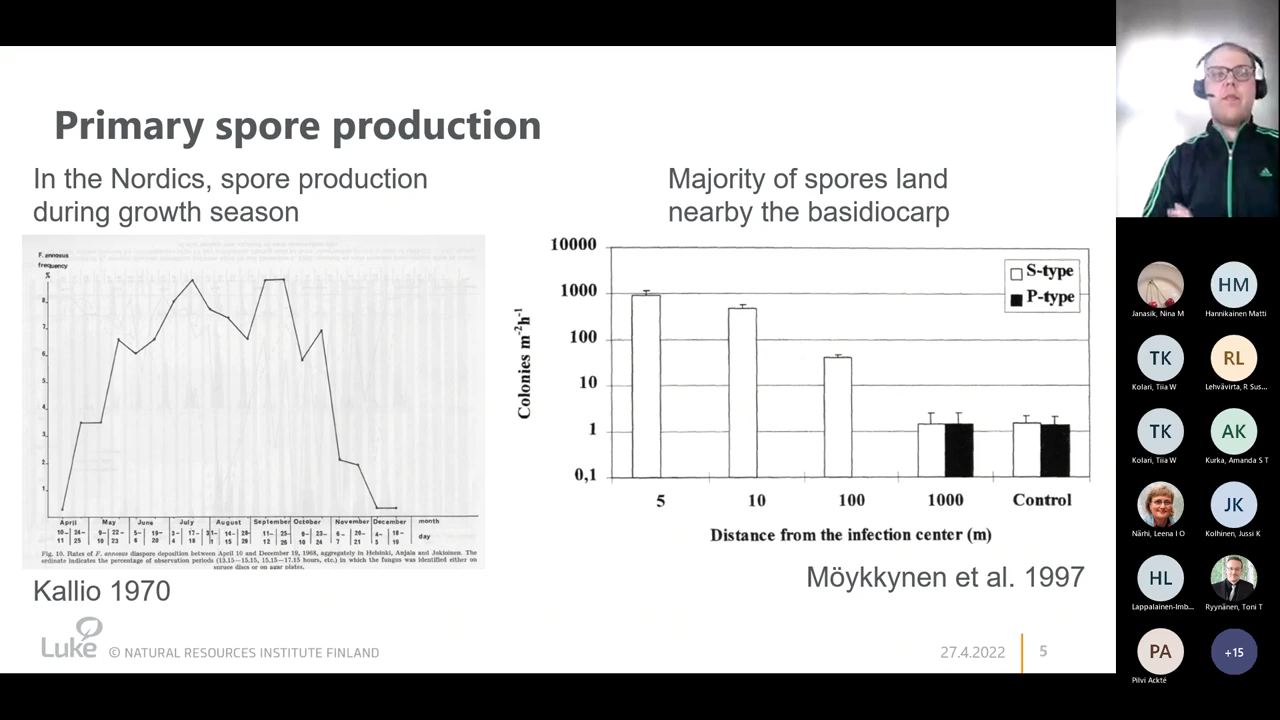 Primary spore production
In the Nordics, spore production
during growth season
Majority of spores land
nearby the basidiocarp
F. annosus
frequency
%
April May June July August September October November December month
day
Fig. 10. Rates of F. annosus diaspore deposition between April 10 and December 19, 1968, aggregately in Helsinki, Anjala and Jokioinen. The
ordinate indicates the percentage of observation periods (13.15—15.15, 15.15—17.15 hours, etc.) in which the fungus was identified either on
spruce discs or on agar plates.
Kallio 1970
10000
1000
100
10
1
0,1
Colonies m-2h-1
S-type
P-type
5 10 100 1000 Control
Distance from the infection center (m)
Möykkynen et al. 1997
Luke © NATURAL RESOURCES INSTITUTE FINLAND
27.4.2022 5
adidas
HM
Janasik, Nina M Hannikainen Matti
TK RL
Kolari, Tiia W Lehvävirta, R Sus...
TK AK
Kolari, Tiia W Kurka, Amanda S T
JK
Närhi, Leena I O Kolhinen, Jussi K
HL
Lappalainen-Imb... Ryynänen, Toni T
PA +15
Pilvi Ackté